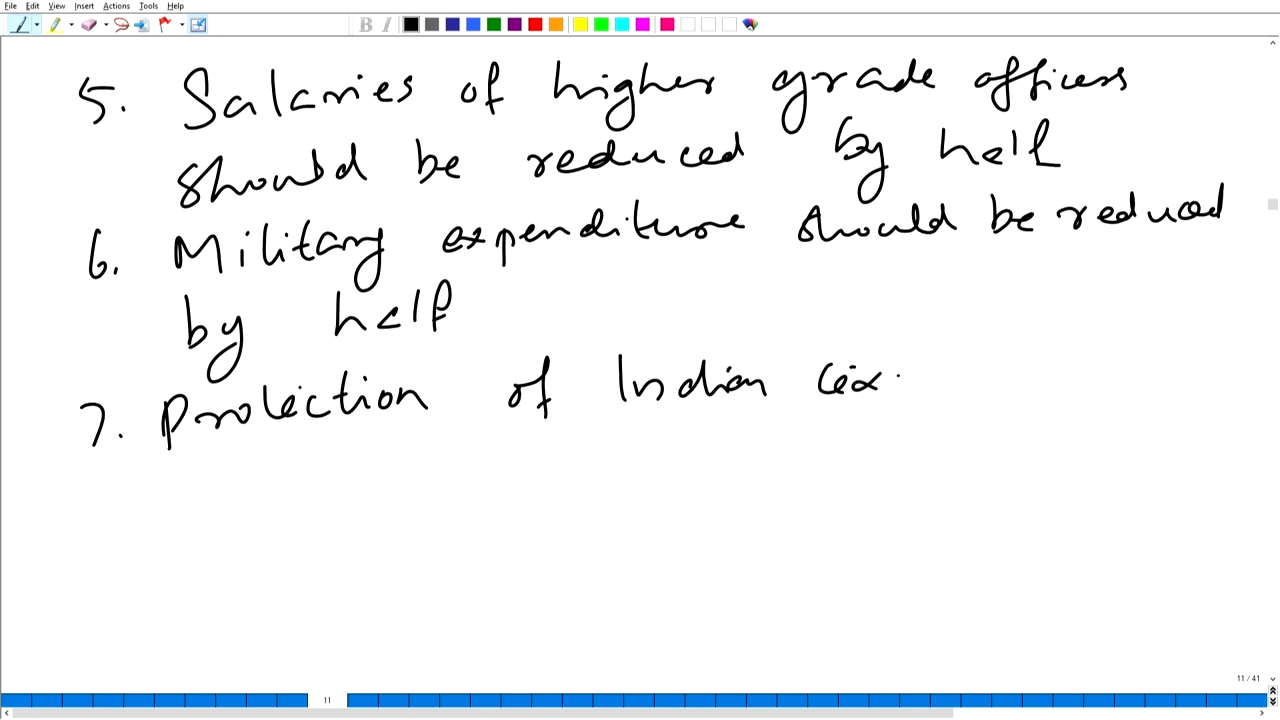 File Edit View Insert Actions Tools Help
B I
5. Salaries of higher grade officers
should be reduced by half
6. Military expenditure should be reduced
by half
7. Protection of Indian
11 / 41
11